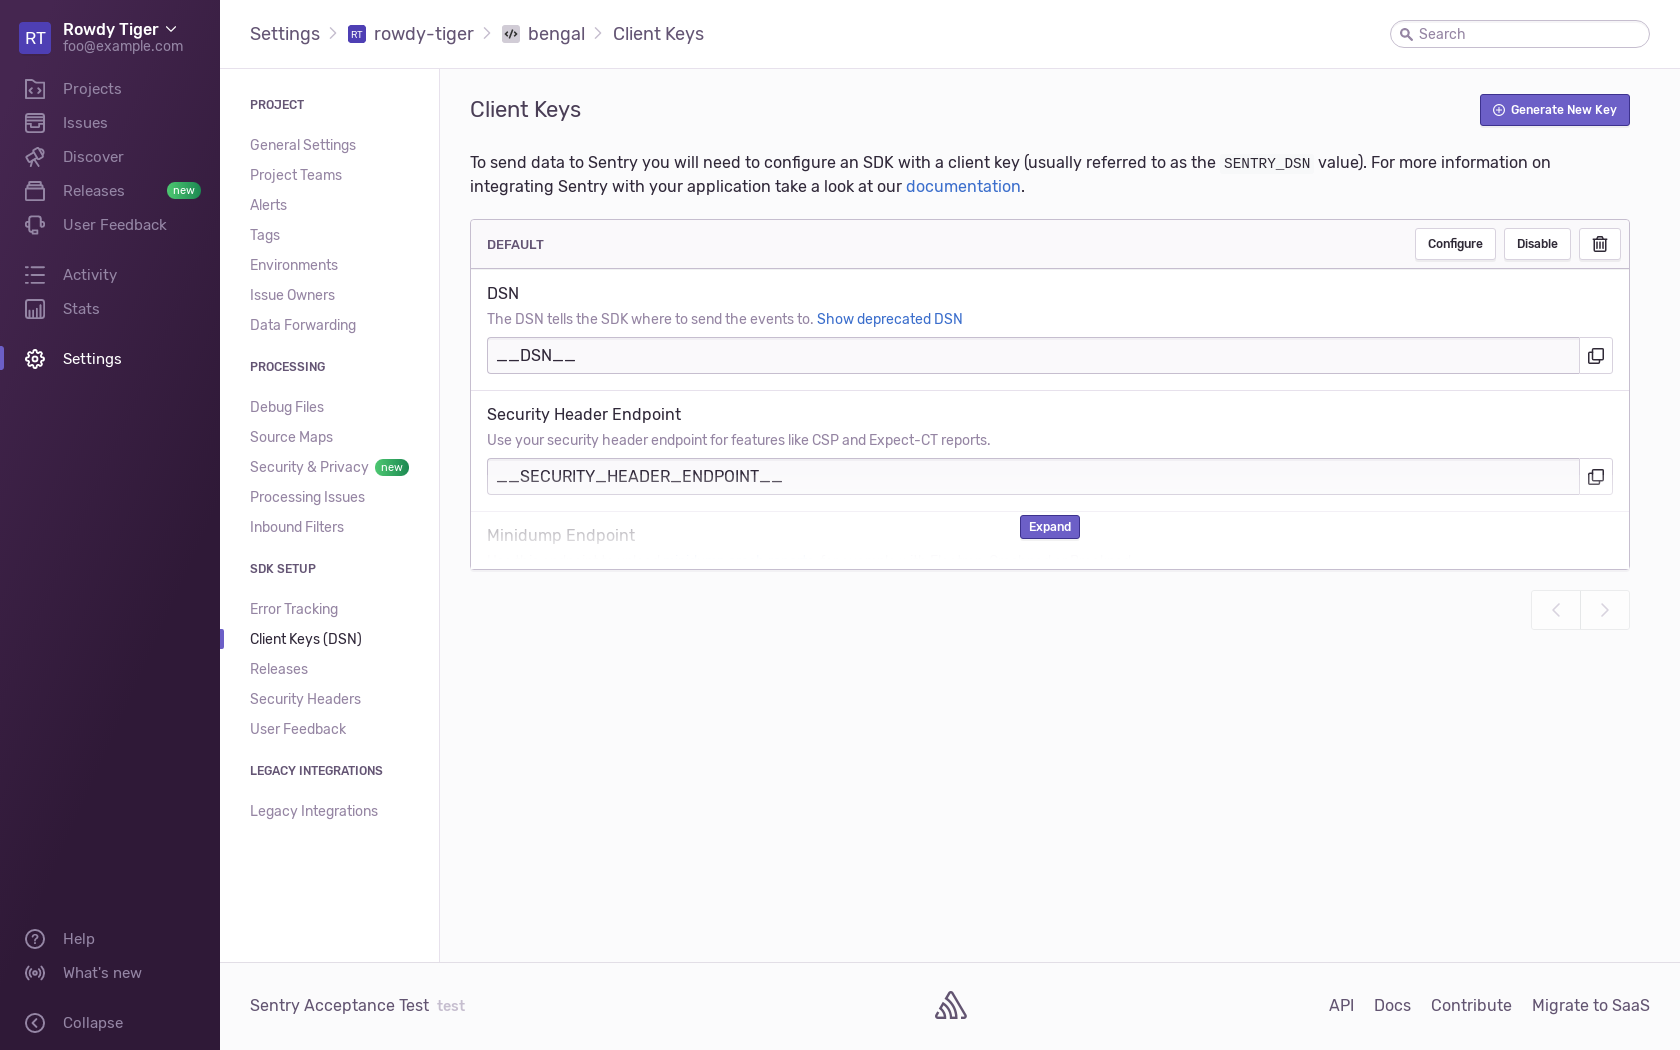 RT
Rowdy Tiger
foo@example.com
Projects
Issues
Discover
Releases new
User Feedback
Activity
Stats
Settings
Help
What's new
Collapse
Settings RT rowdy-tiger bengal Client Keys
Search
PROJECT
General Settings
Project Teams
Alerts
Tags
Environments
Issue Owners
Data Forwarding
PROCESSING
Debug Files
Source Maps
Security & Privacy new
Processing Issues
Inbound Filters
SDK SETUP
Error Tracking
Client Keys (DSN)
Releases
Security Headers
User Feedback
LEGACY INTEGRATIONS
Legacy Integrations
Client Keys
Generate New Key
To send data to Sentry you will need to configure an SDK with a client key (usually referred to as the SENTRY_DSN value). For more information on
integrating Sentry with your application take a look at our documentation.
DEFAULT
Configure Disable
DSN
The DSN tells the SDK where to send the events to. Show deprecated DSN
__DSN__
Security Header Endpoint
Use your security header endpoint for features like CSP and Expect-CT reports.
__SECURITY_HEADER_ENDPOINT__
Minidump Endpoint
Expand
Sentry Acceptance Test test
API Docs Contribute Migrate to SaaS